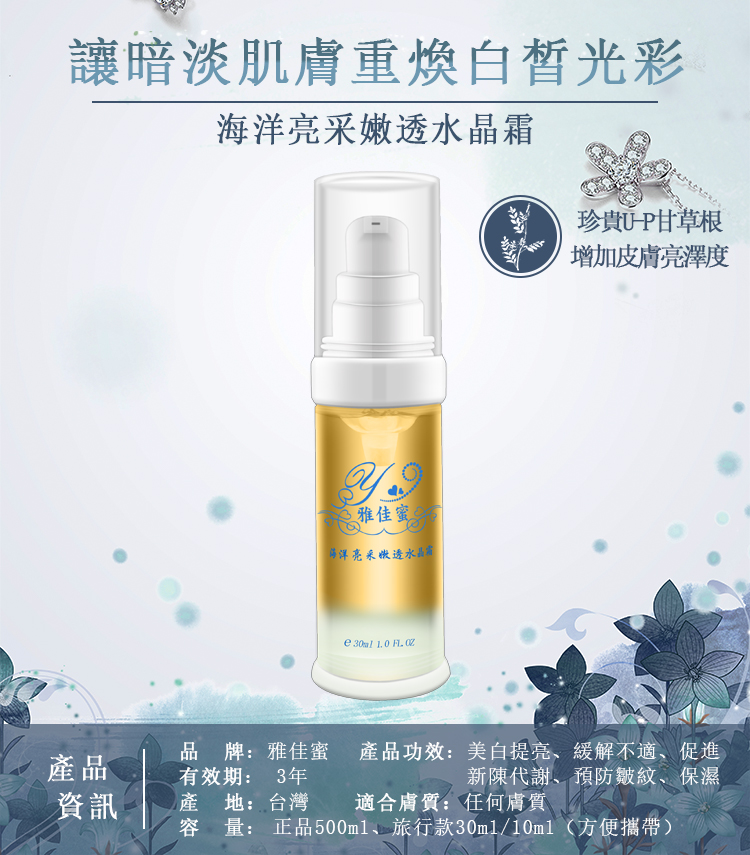 讓暗淡肌膚重煥白皙光彩
海洋亮采嫩透水晶霜
珍貴U-P甘草根
增加皮膚亮澤度
雅佳蜜
海洋亮采嫩透水晶霜
e 30ml 1.0 FL.OZ
產品
資訊
品 牌：雅佳蜜 產品功效：美白提亮、緩解不適、促進
有效期： 3年 新陳代謝、預防皺紋、保濕
產 地：台灣 適合膚質：任何膚質
容 量： 正品500ml、旅行款30ml/10ml（方便攜帶）